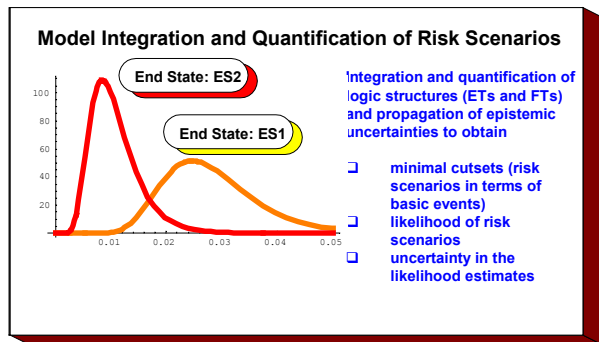 Model Integration and Quantification of Risk Scenarios
End State: ES2
End State: ES1
100
80
60
40
20
0.01
0.02
0.03
0.04
0.05
Integration and quantification of
logic structures (ETs and FTs)
and propagation of epistemic
uncertainties to obtain
❑ minimal cutsets (risk
scenarios in terms of
basic events)
❑ likelihood of risk
scenarios
❑ uncertainty in the
likelihood estimates